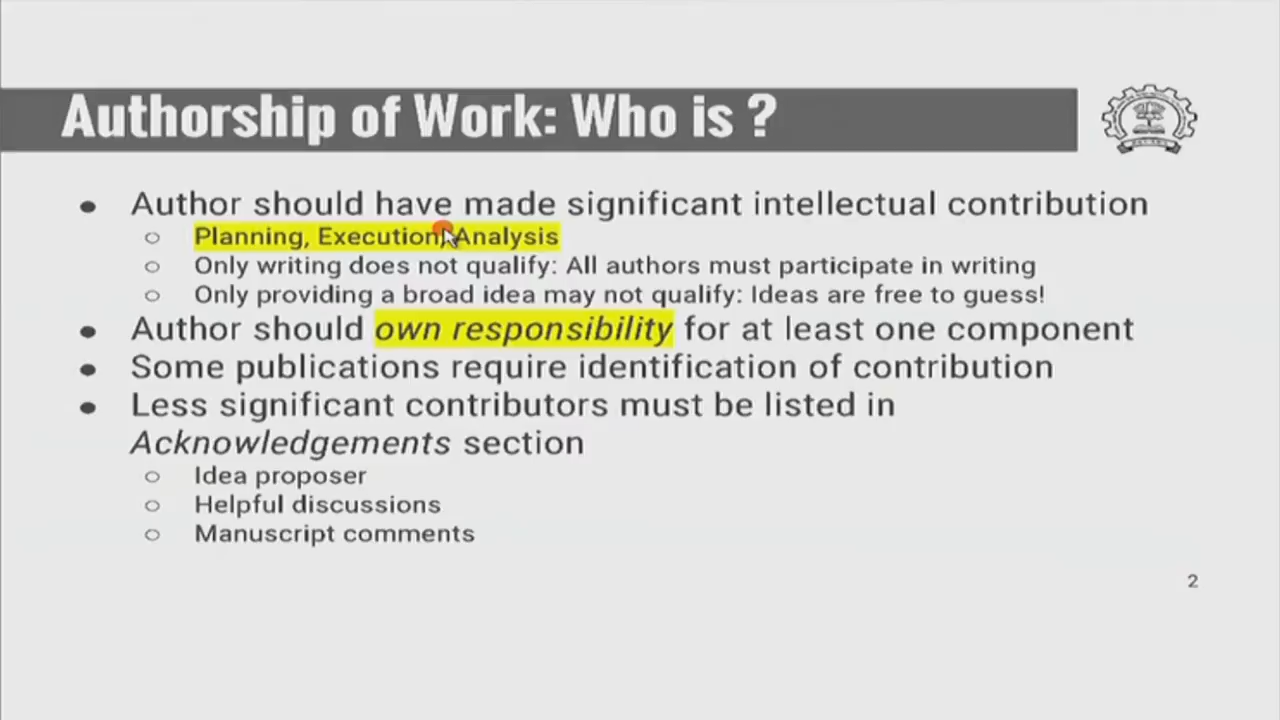 Authorship of Work: Who is ?
● Author should have made significant intellectual contribution
○ Planning, Execution, Analysis
○ Only writing does not qualify: All authors must participate in writing
○ Only providing a broad idea may not qualify: Ideas are free to guess!
● Author should own responsibility for at least one component
● Some publications require identification of contribution
● Less significant contributors must be listed in
Acknowledgements section
○ Idea proposer
○ Helpful discussions
○ Manuscript comments
2